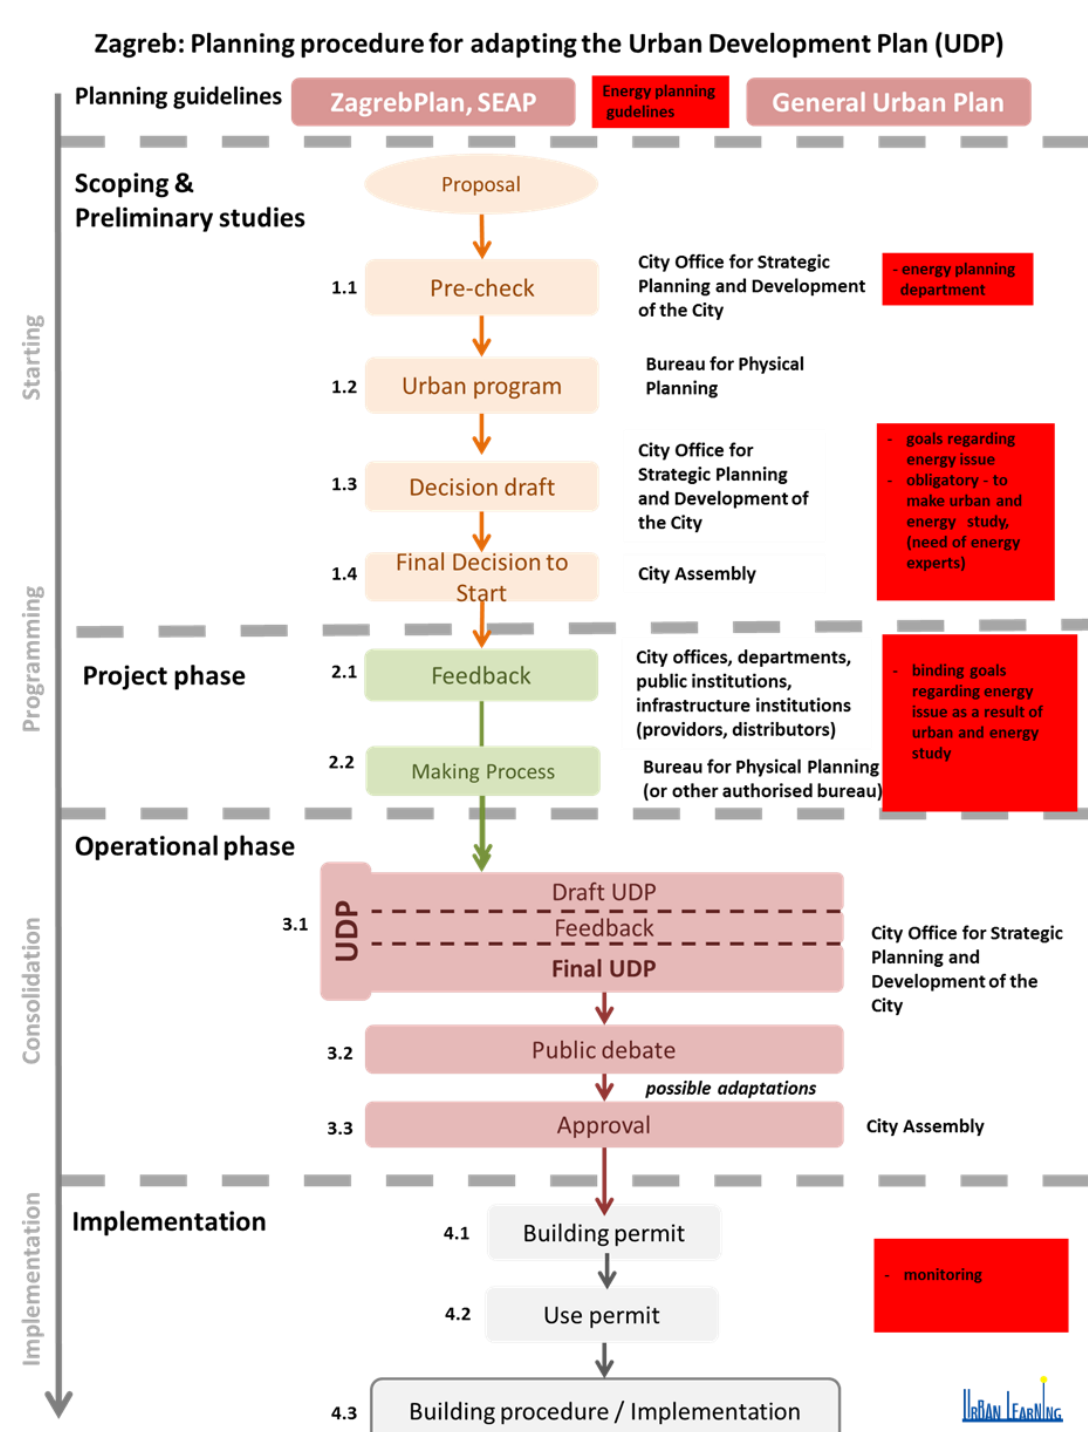 Zagreb: Planning procedure for adapting the Urban Development Plan (UDP)
Planning guidelines
ZagrebPlan, SEAP
Energy planning
gudelines
General Urban Plan
Scoping &
Preliminary studies
Proposal
1.1
Pre-check
City Office for Strategic
Planning and Development
of the City
- energy planning
department
Starting
1.2
Urban program
Bureau for Physical
Planning
1.3
Decision draft
City Office for
Strategic Planning
and Development of
the City
- goals regarding
energy issue
- obligatory - to
make urban and
energy study,
(need of energy
experts)
1.4
Final Decision to
Start
City Assembly
Programming
Project phase
2.1
Feedback
City offices, departments,
public institutions,
infrastructure institutions
(providors, distributors)
- binding goals
regarding energy
issue as a result of
urban and energy
study
2.2
Making Process
Bureau for Physical Planning
(or other authorised bureau)
Operational phase
3.1
UDP
Draft UDP
Feedback
Final UDP
City Office for Strategic
Planning and
Development of the
City
Consolidation
3.2
Public debate
possible adaptations
3.3
Approval
City Assembly
Implementation
Implementation
4.1
Building permit
- monitoring
4.2
Use permit
4.3
Building procedure / Implementation
URBAN LEARNING